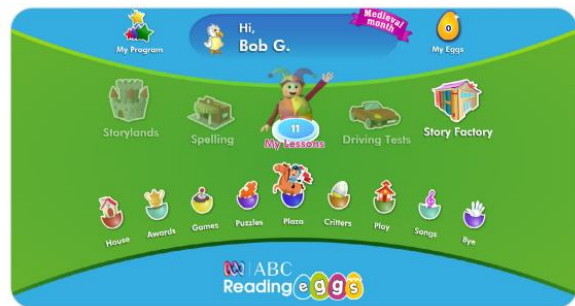 Medieval
month
Hi,
Bob G.
My Program
0
My Eggs
Storylands
Spelling
11
My Lessons
Driving Tests
Story Factory
House
Awards
Games
Puzzles
Plaza
Critters
Play
Songs
Bye
ABC
Reading eggs